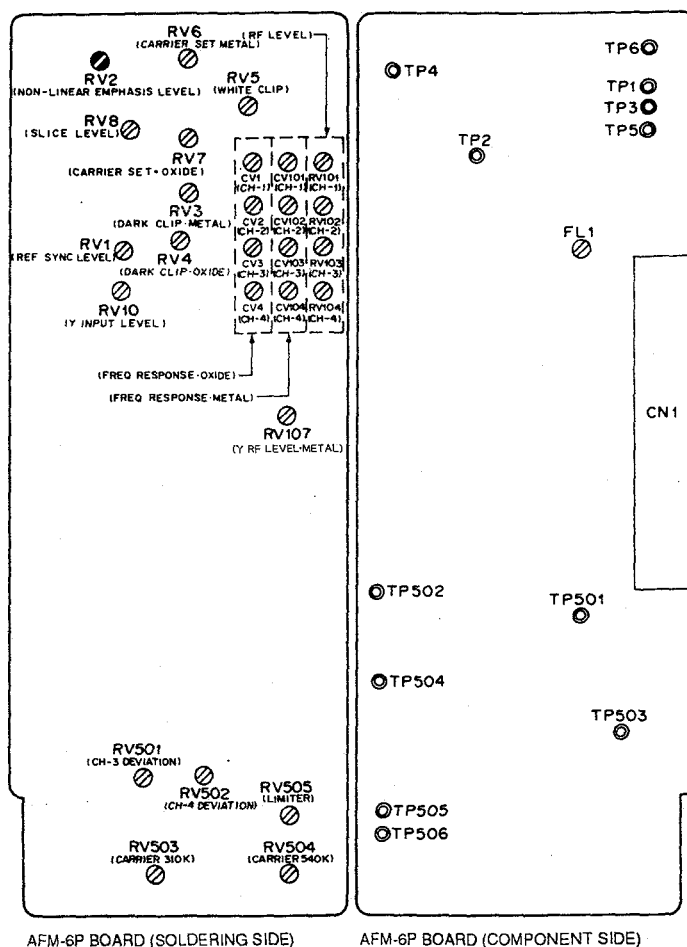 RV6
(CARRIER SET METAL)
(RF LEVEL)
RV2
(NON-LINEAR EMPHASIS LEVEL)
RV5
(WHITE CLIP)
RV8
(SLICE LEVEL)
RV7
(CARRIER SET·OXIDE)
RV3
(DARK CLIP·METAL)
RV1
(REF SYNC LEVEL)
RV4
(DARK CLIP·OXIDE)
RV10
(Y INPUT LEVEL)
CV1 CV101 RV101
(CH-1) (CH-1) (CH-1)
CV2 CV102 RV102
(CH-2) (CH-2) (CH-2)
CV3 CV103 RV103
(CH-3) (CH-3) (CH-3)
CV4 CV104 RV104
(CH-4) (CH-4) (CH-4)
(FREQ RESPONSE·OXIDE)
(FREQ RESPONSE·METAL)
RV107
(Y RF LEVEL·METAL)
RV501
(CH-3 DEVIATION)
RV502
(CH-4 DEVIATION)
RV505
(LIMITER)
RV503
(CARRIER 310K)
RV504
(CARRIER 540K)
AFM-6P BOARD (SOLDERING SIDE)
TP6
TP4
TP1
TP3
TP5
TP2
FL1
CN1
TP502
TP501
TP504
TP503
TP505
TP506
AFM-6P BOARD (COMPONENT SIDE)